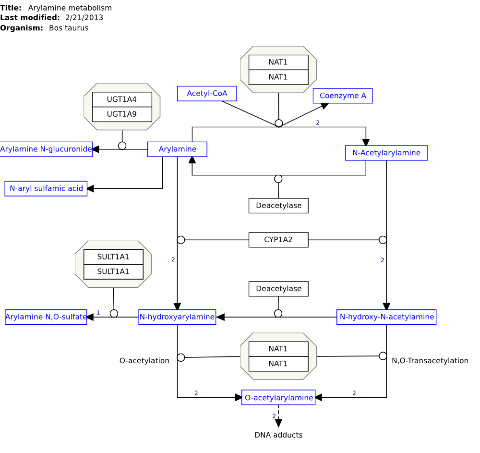 Title: Arylamine metabolism
Last modified: 2/21/2013
Organism: Bos taurus
NAT1
NAT1
Acetyl-CoA
Coenzyme A
UGT1A4
UGT1A9
2
Arylamine N-glucuronide
Arylamine
N-Acetylarylamine
N-aryl sulfamic acid
Deacetylase
CYP1A2
SULT1A1
SULT1A1
2
2
Deacetylase
Arylamine N,O-sulfate
1
N-hydroxyarylamine
N-hydroxy-N-acetylamine
NAT1
NAT1
O-acetylation
N,O-Transacetylation
2
2
O-acetylarylamine
2
DNA adducts